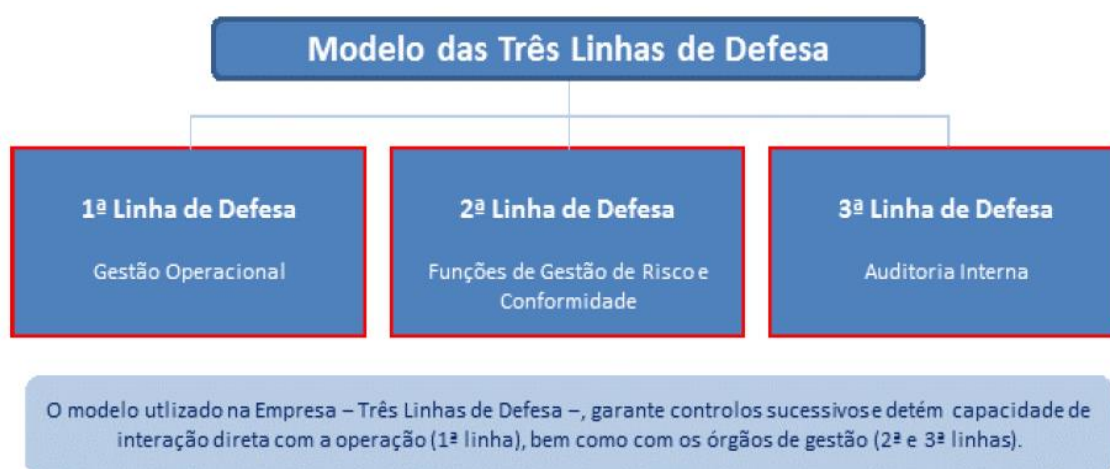 Modelo das Três Linhas de Defesa
1ª Linha de Defesa
Gestão Operacional
2ª Linha de Defesa
Funções de Gestão de Risco e
Conformidade
3ª Linha de Defesa
Auditoria Interna
O modelo utlizado na Empresa – Três Linhas de Defesa –, garante controlos sucessivos e detém capacidade de
interação direta com a operação (1ª linha), bem como com os órgãos de gestão (2ª e 3ª linhas).